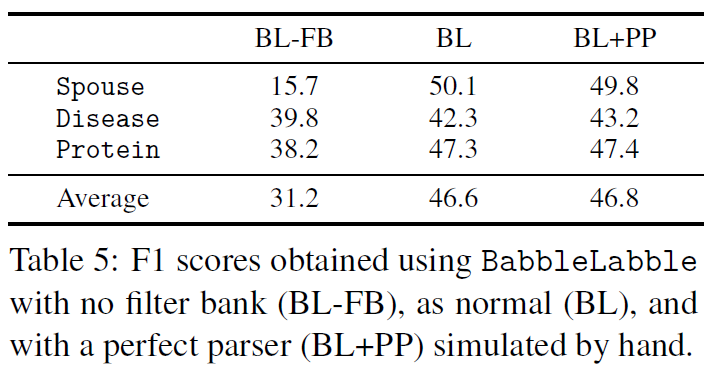 BL-FB BL BL+PP
Spouse 15.7 50.1 49.8
Disease 39.8 42.3 43.2
Protein 38.2 47.3 47.4
Average 31.2 46.6 46.8
Table 5: F1 scores obtained using BabbleLabble
with no filter bank (BL-FB), as normal (BL), and
with a perfect parser (BL+PP) simulated by hand.